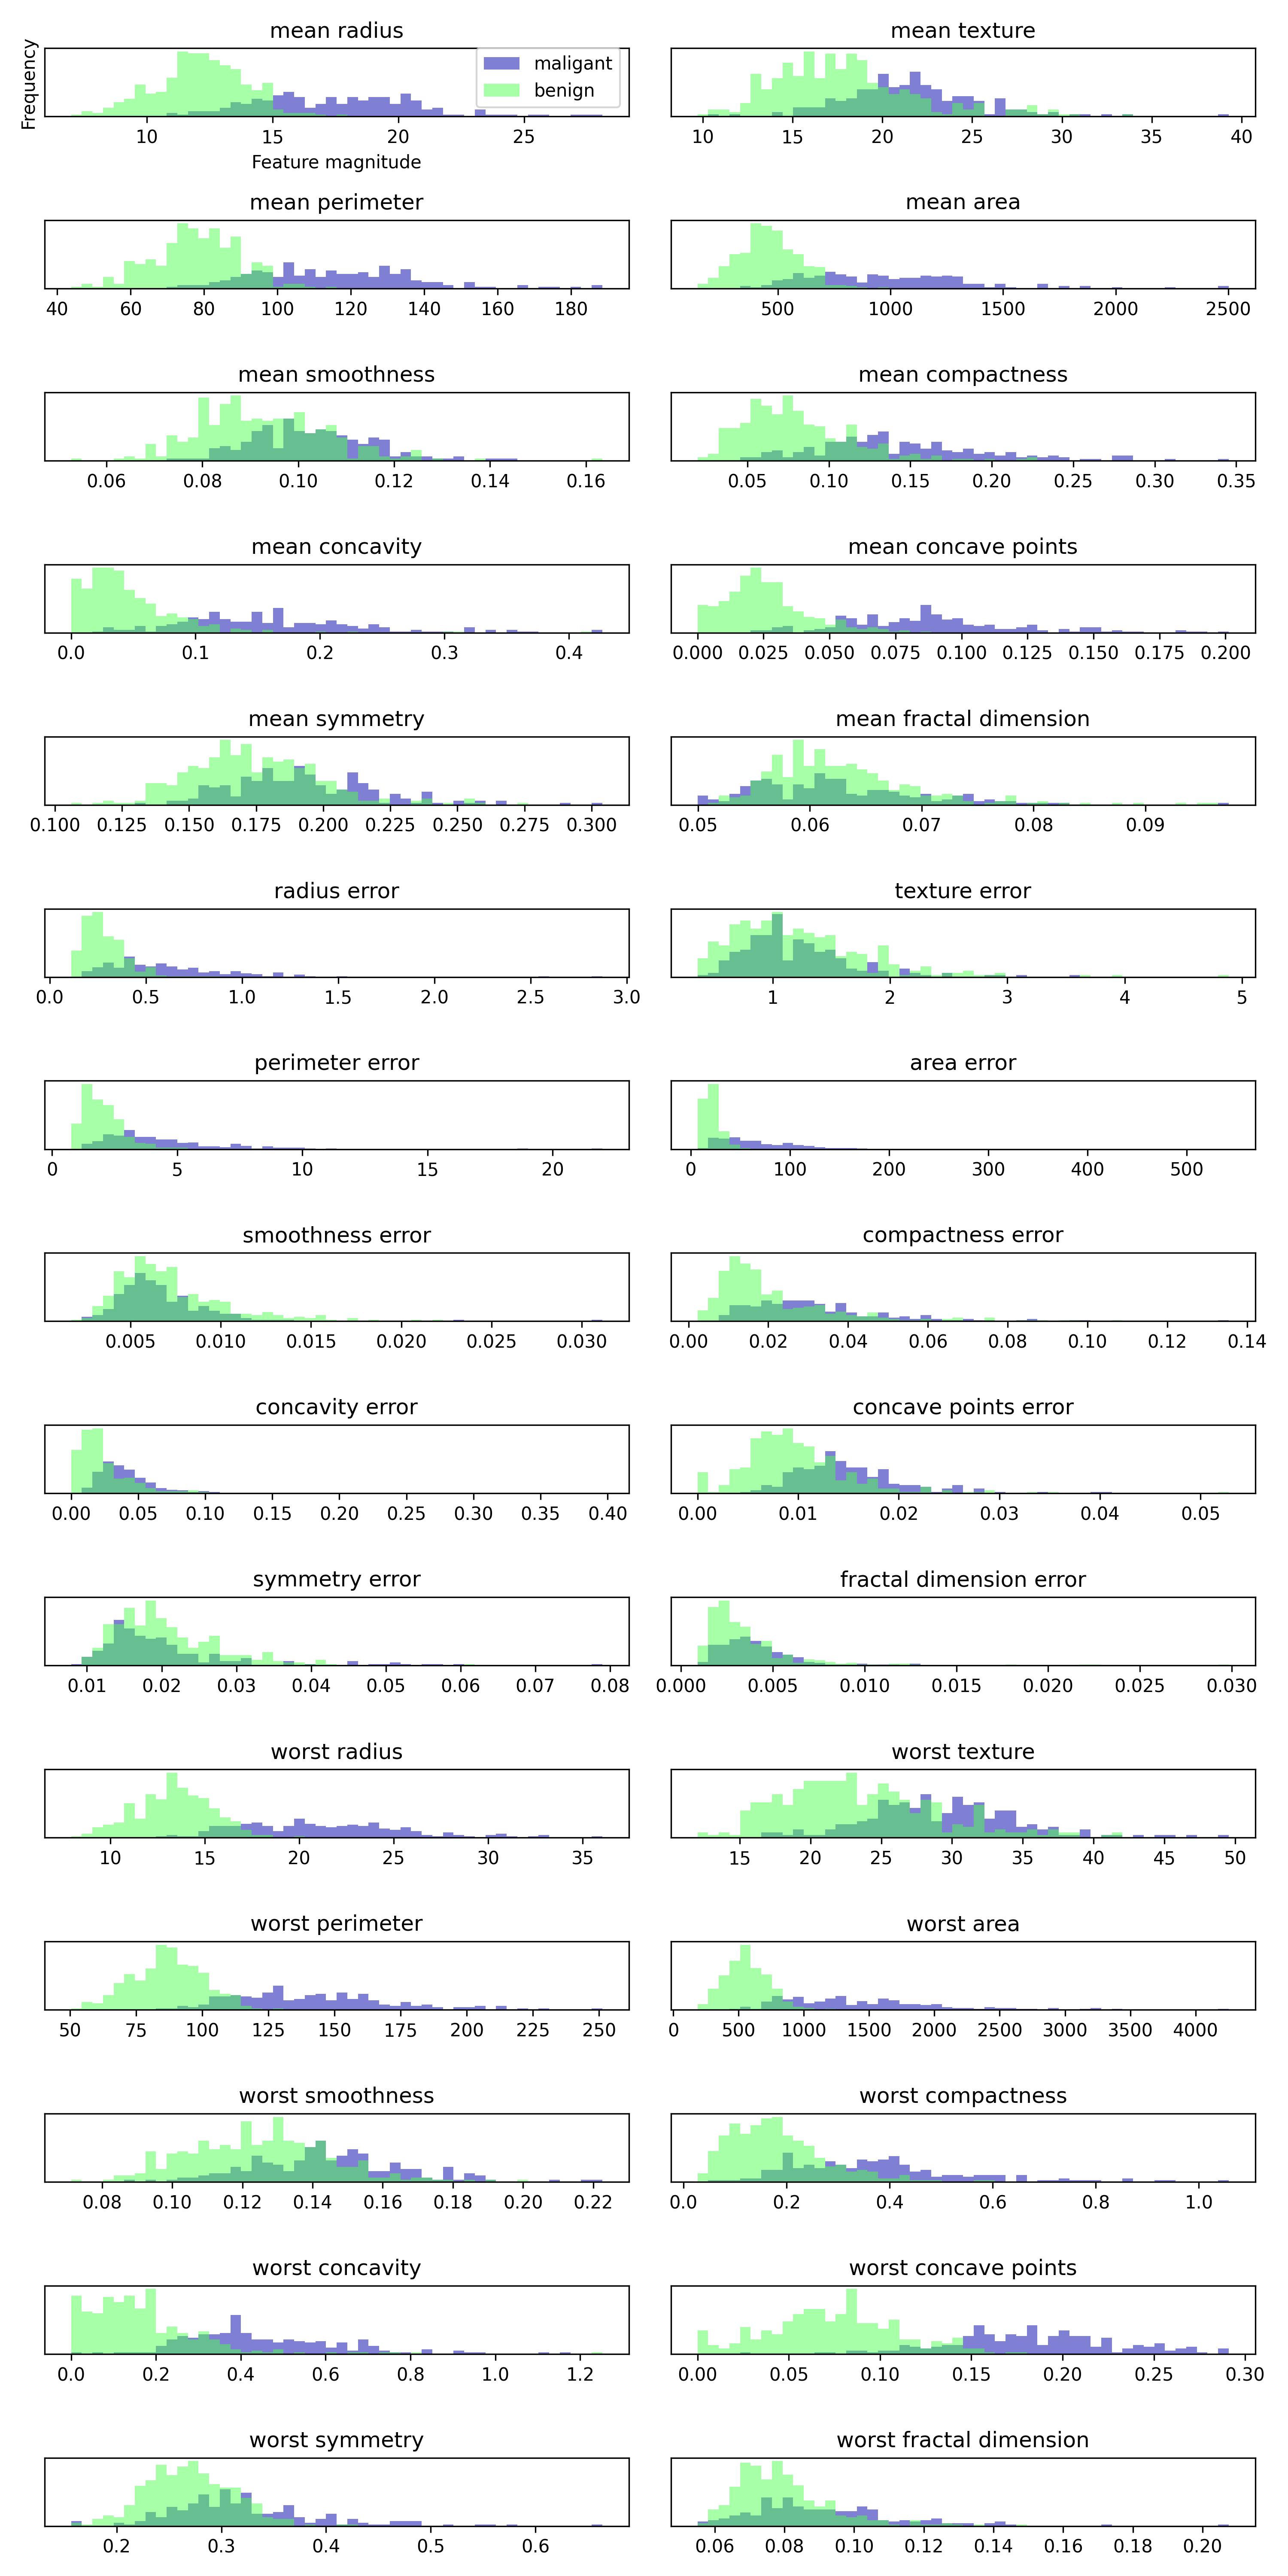 mean radius
Frequency
maligant
benign
10 15 20 25
Feature magnitude
mean texture
10 15 20 25 30 35 40
mean perimeter
40 60 80 100 120 140 160 180
mean area
500 1000 1500 2000 2500
mean smoothness
0.06 0.08 0.10 0.12 0.14 0.16
mean compactness
0.05 0.10 0.15 0.20 0.25 0.30 0.35
mean concavity
0.0 0.1 0.2 0.3 0.4
mean concave points
0.000 0.025 0.050 0.075 0.100 0.125 0.150 0.175 0.200
mean symmetry
0.100 0.125 0.150 0.175 0.200 0.225 0.250 0.275 0.300
mean fractal dimension
0.05 0.06 0.07 0.08 0.09
radius error
0.0 0.5 1.0 1.5 2.0 2.5 3.0
texture error
1 2 3 4 5
perimeter error
0 5 10 15 20
area error
0 100 200 300 400 500
smoothness error
0.005 0.010 0.015 0.020 0.025 0.030
compactness error
0.00 0.02 0.04 0.06 0.08 0.10 0.12 0.14
concavity error
0.00 0.05 0.10 0.15 0.20 0.25 0.30 0.35 0.40
concave points error
0.00 0.01 0.02 0.03 0.04 0.05
symmetry error
0.01 0.02 0.03 0.04 0.05 0.06 0.07 0.08
fractal dimension error
0.000 0.005 0.010 0.015 0.020 0.025 0.030
worst radius
10 15 20 25 30 35
worst texture
15 20 25 30 35 40 45 50
worst perimeter
50 75 100 125 150 175 200 225 250
worst area
0 500 1000 1500 2000 2500 3000 3500 4000
worst smoothness
0.08 0.10 0.12 0.14 0.16 0.18 0.20 0.22
worst compactness
0.0 0.2 0.4 0.6 0.8 1.0
worst concavity
0.0 0.2 0.4 0.6 0.8 1.0 1.2
worst concave points
0.00 0.05 0.10 0.15 0.20 0.25 0.30
worst symmetry
0.2 0.3 0.4 0.5 0.6
worst fractal dimension
0.06 0.08 0.10 0.12 0.14 0.16 0.18 0.20